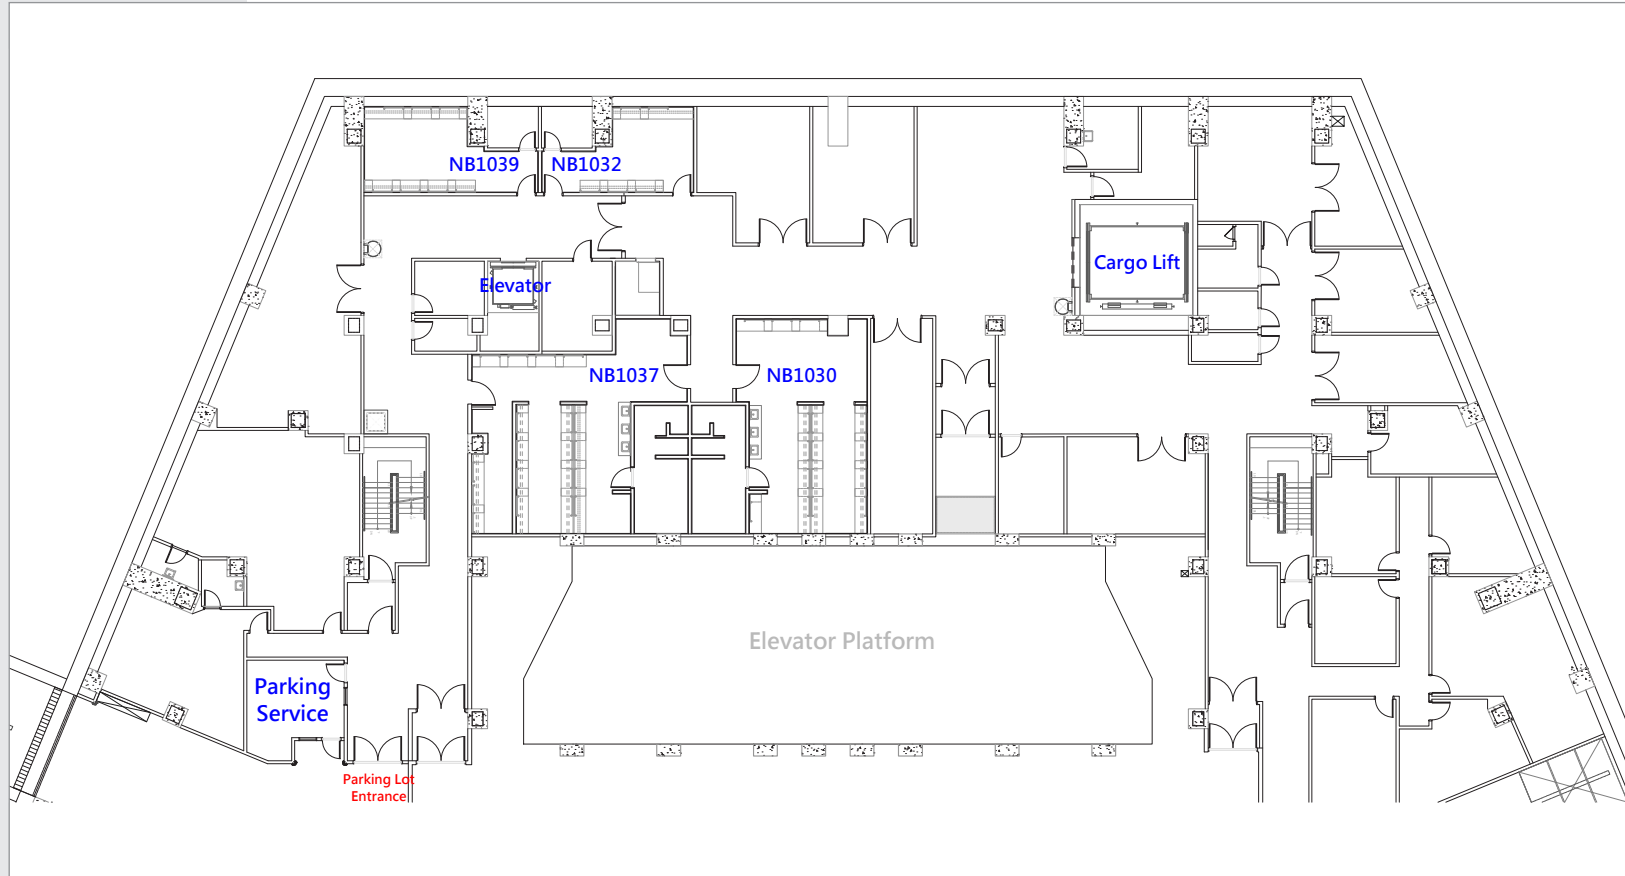 NB1039
NB1032
Elevator
Cargo Lift
NB1037
NB1030
Elevator Platform
Parking
Service
Parking Lot
Entrance